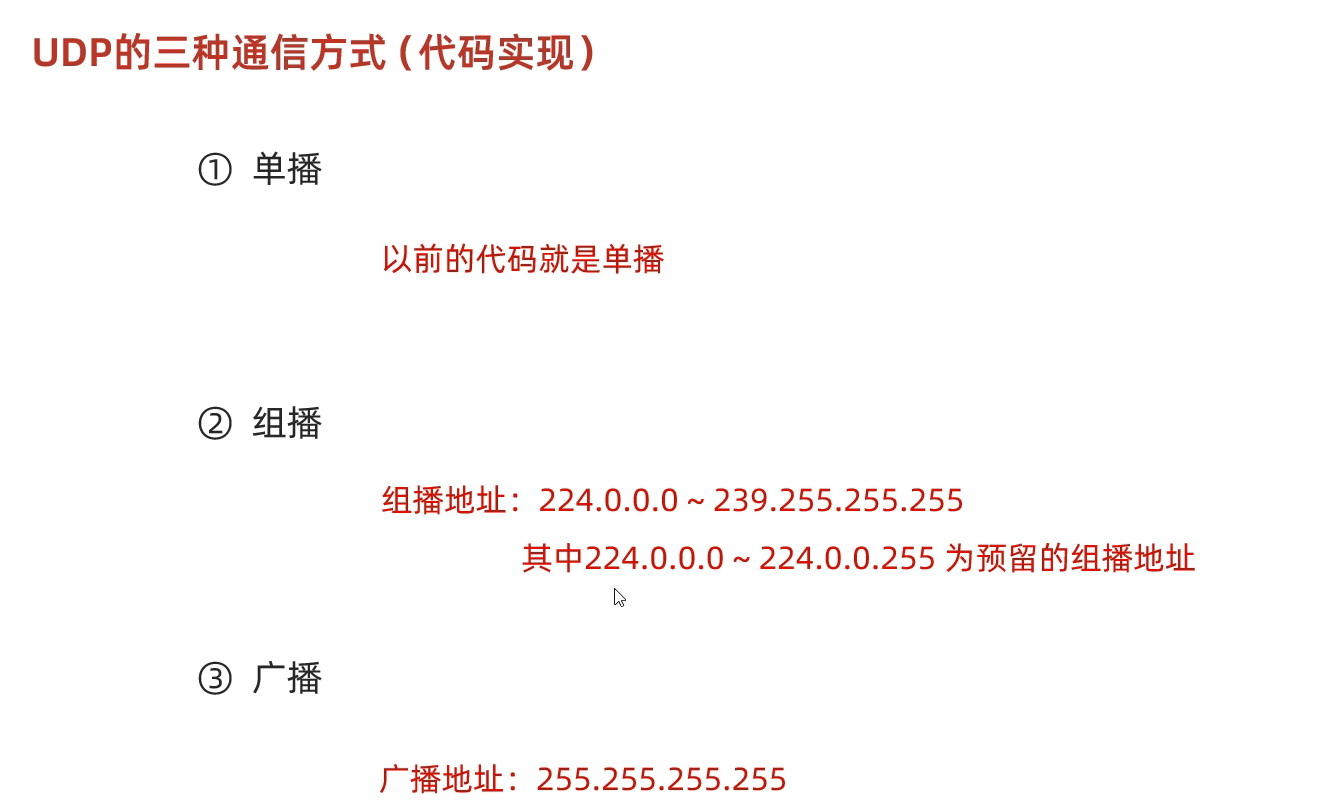 UDP的三种通信方式（代码实现）
① 单播
以前的代码就是单播
② 组播
组播地址：224.0.0.0 ~ 239.255.255.255
其中224.0.0.0 ~ 224.0.0.255 为预留的组播地址
③ 广播
广播地址：255.255.255.255